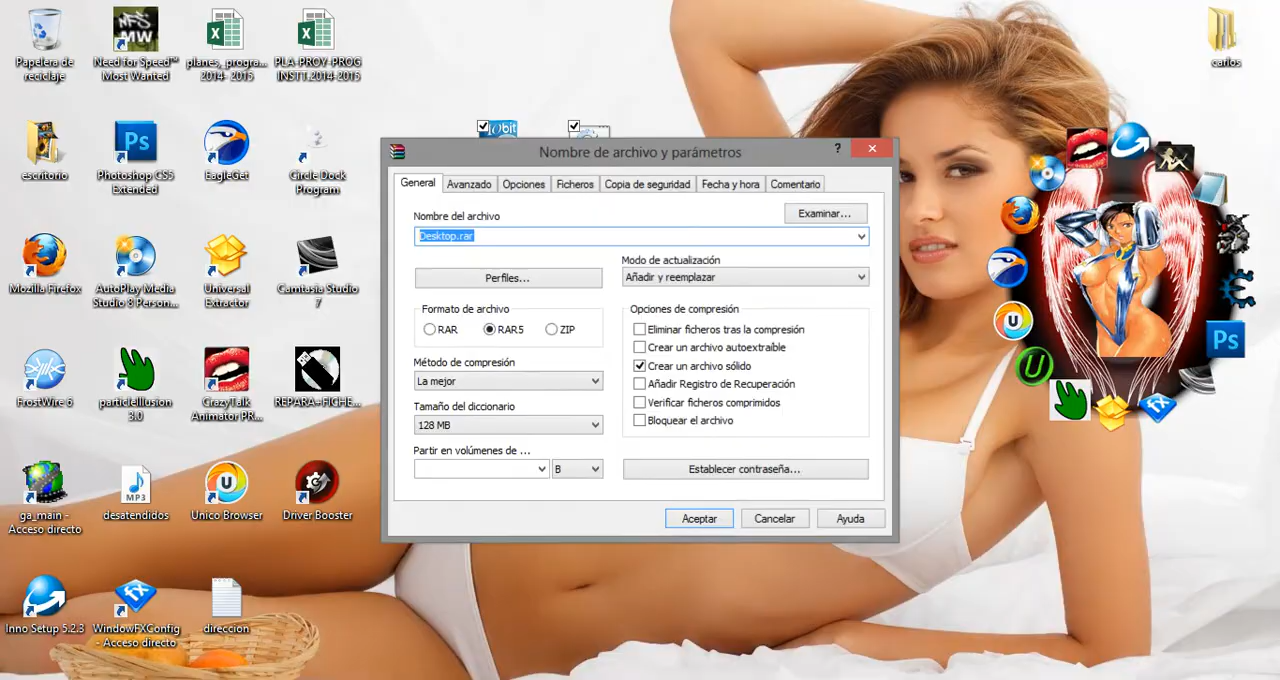 Papelera de
reciclaje
Need for Speed™
Most Wanted
planes, progra...
2014- 2015
PLA-PROY-PROG
INSTT.2014-2015
carlos
escritorio
Ps
Photoshop CS5
Extended
EagleGet
Circle Dock
Program
Mozilla Firefox
AutoPlay Media
Studio 8 Person...
Universal
Extractor
Camtasia Studio
7
FrostWire 6
particleIllusion
3.0
CrazyTalk
Animator PR...
REPARA+FICHE...
ga_main -
Acceso directo
MP3
desatendidos
Unico Browser
Driver Booster
Inno Setup 5.2.3
WindowFXConfig
- Acceso directo
direccion
Nombre de archivo y parámetros
?
General
Avanzado
Opciones
Ficheros
Copia de seguridad
Fecha y hora
Comentario
Nombre del archivo
Examinar...
Desktop.rar
Modo de actualización
Perfiles...
Añadir y reemplazar
Formato de archivo
RAR
RAR5
ZIP
Opciones de compresión
Eliminar ficheros tras la compresión
Crear un archivo autoextraíble
Crear un archivo sólido
Añadir Registro de Recuperación
Verificar ficheros comprimidos
Bloquear el archivo
Método de compresión
La mejor
Tamaño del diccionario
128 MB
Partir en volúmenes de ...
B
Establecer contraseña...
Aceptar
Cancelar
Ayuda
Ps